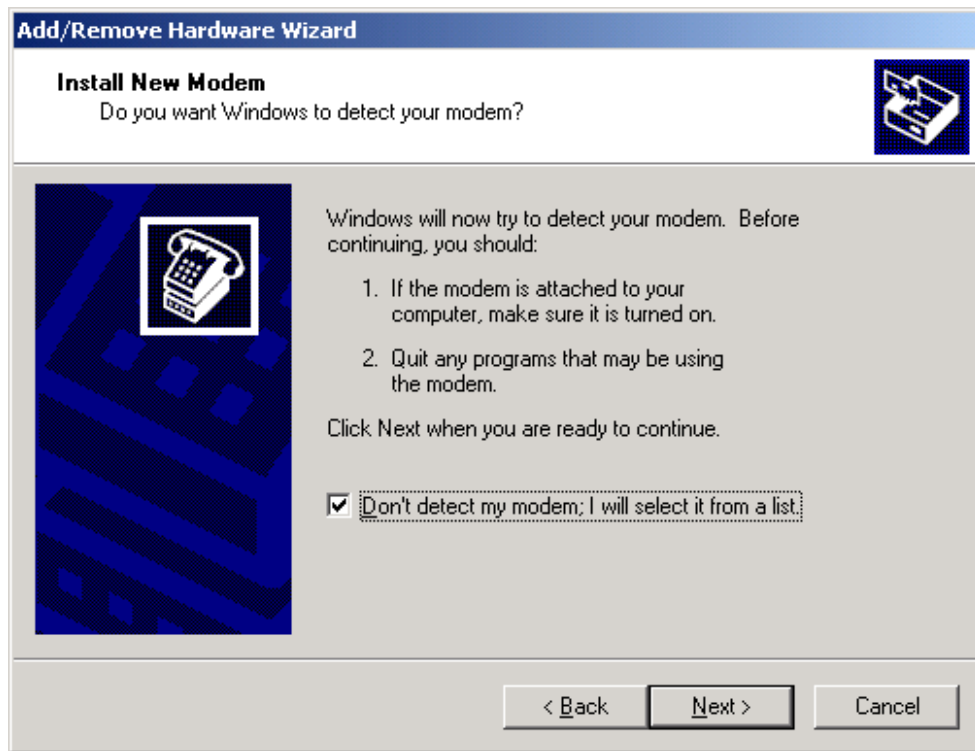 Add/Remove Hardware Wizard
Install New Modem
Do you want Windows to detect your modem?
Windows will now try to detect your modem.  Before
continuing, you should:
1. If the modem is attached to your
computer, make sure it is turned on.
2. Quit any programs that may be using
the modem.
Click Next when you are ready to continue.
Don't detect my modem; I will select it from a list.
< Back
Next >
Cancel